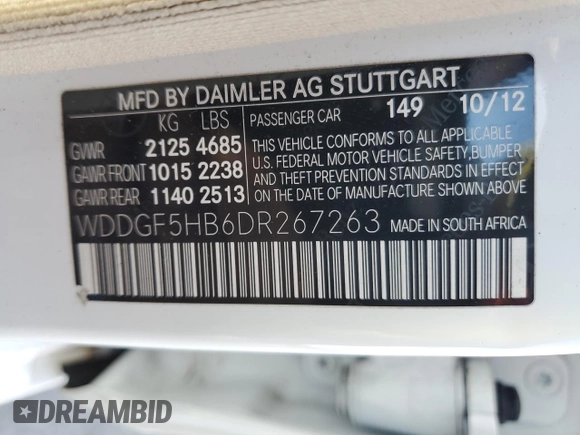 MFD BY DAIMLER AG STUTTGART
KG LBS PASSENGER CAR 149 10/12
GVWR 2125 4685
GAWR FRONT 1015 2238
GAWR REAR 1140 2513
THIS VEHICLE CONFORMS TO ALL APPLICABLE
U.S. FEDERAL MOTOR VEHICLE SAFETY, BUMPER
AND THEFT PREVENTION STANDARDS IN EFFECT
ON THE DATE OF MANUFACTURE SHOWN ABOVE.
WDDGF5HB6DR267263 MADE IN SOUTH AFRICA
DREAMBID